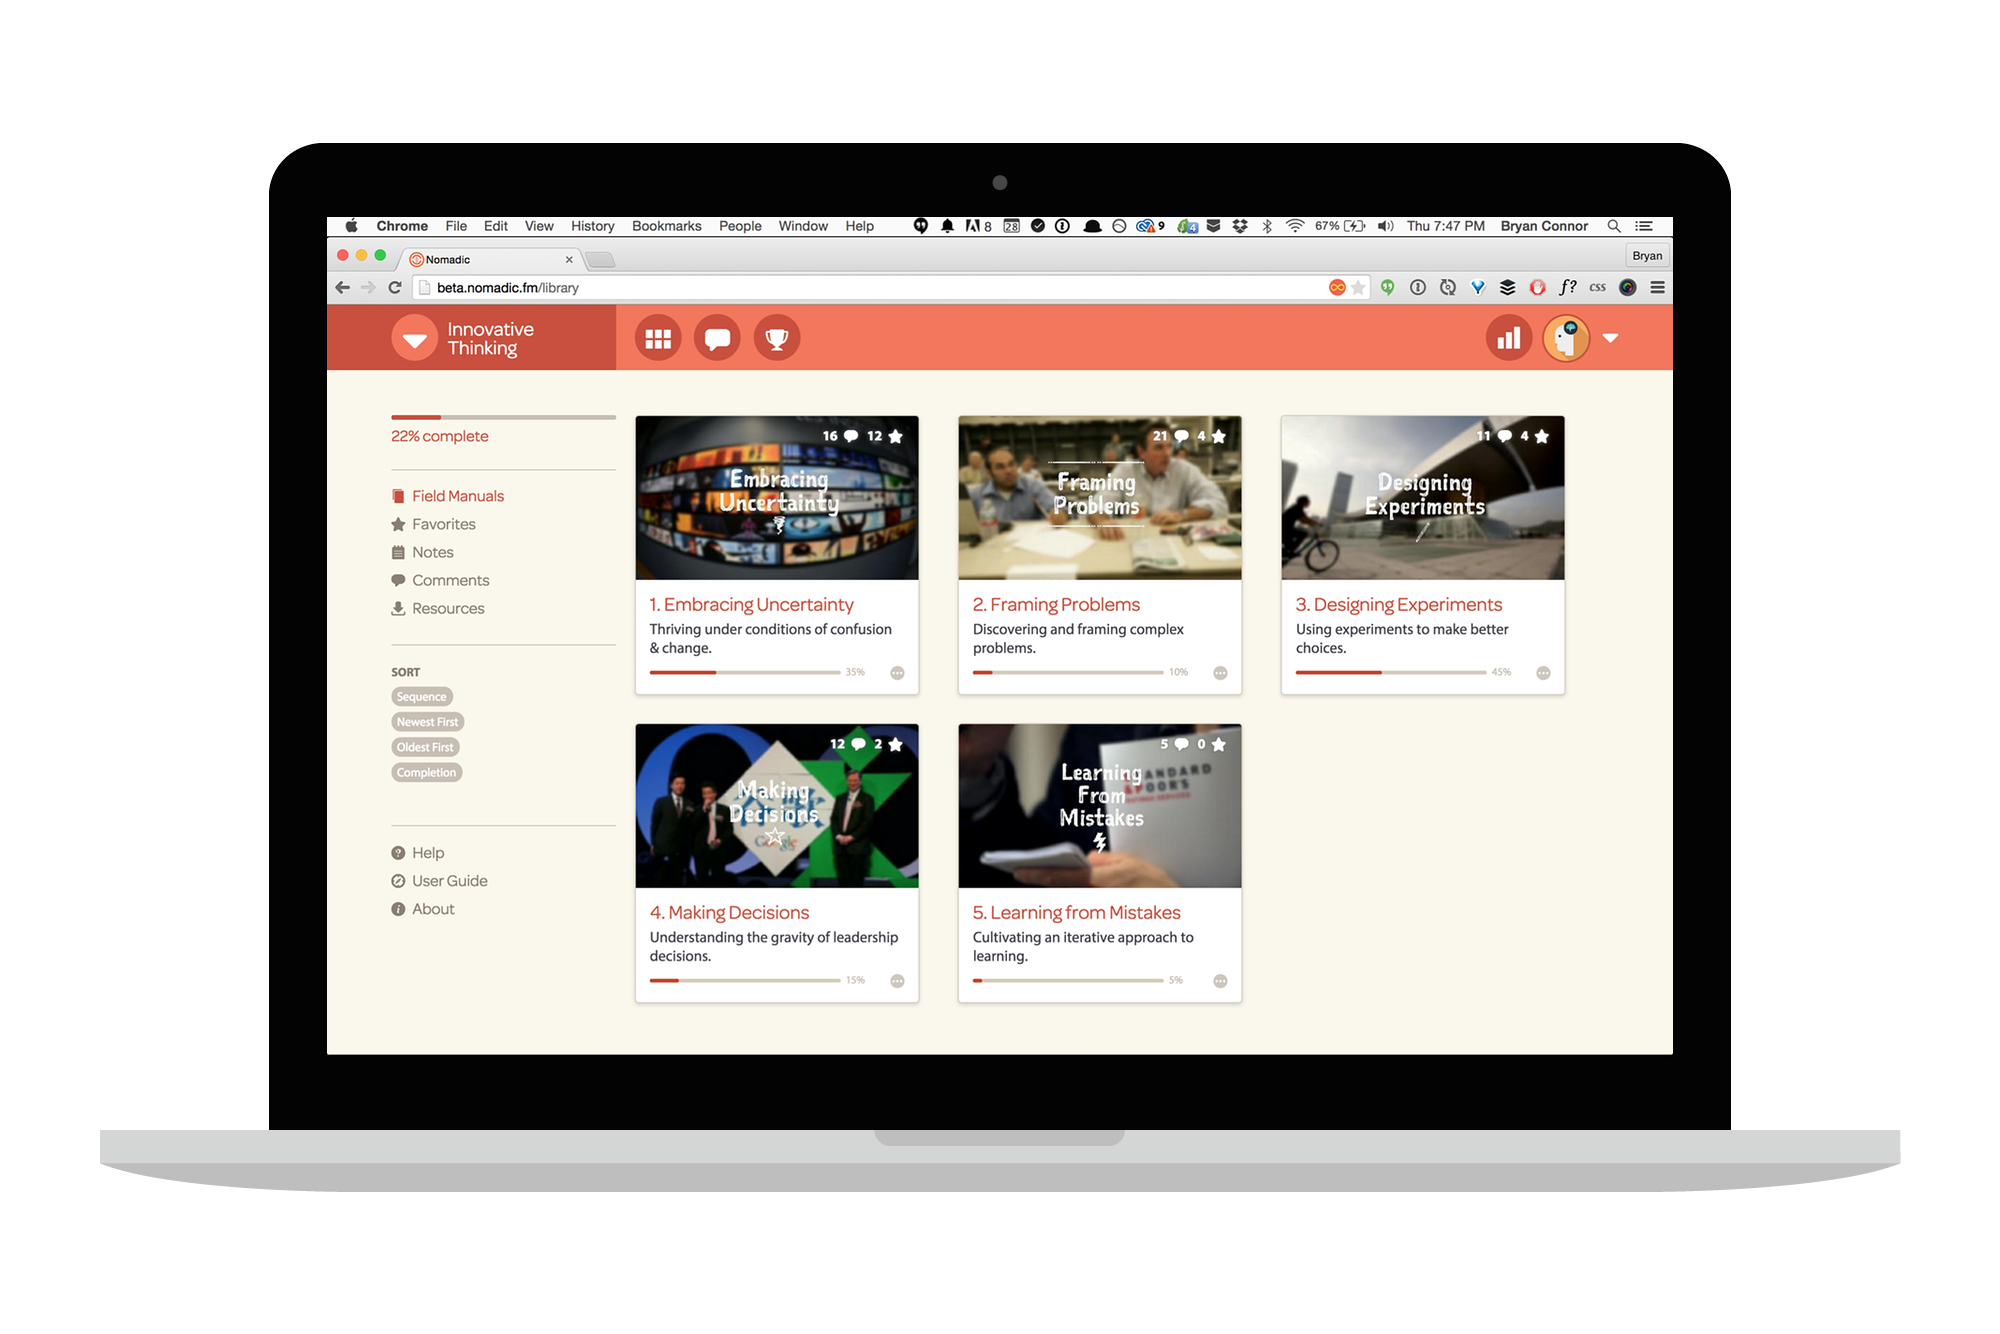 Chrome File Edit View History Bookmarks People Window Help 8 28 9 4 67% Thu 7:47 PM Bryan Connor
Nomadic
Bryan
beta.nomadic.fm/library
f? css
Innovative
Thinking
22% complete
Field Manuals
Favorites
Notes
Comments
Resources
SORT
Sequence
Newest First
Oldest First
Completion
Help
User Guide
About
16 12
Embracing
Uncertainty
1. Embracing Uncertainty
Thriving under conditions of confusion
& change.
35%
21 4
Framing
Problems
2. Framing Problems
Discovering and framing complex
problems.
10%
11 4
Designing
Experiments
3. Designing Experiments
Using experiments to make better
choices.
45%
12 2
Making
Decisions
Google
4. Making Decisions
Understanding the gravity of leadership
decisions.
15%
5 0
Learning
From
Mistakes
STANDARD
&POOR'S
5. Learning from Mistakes
Cultivating an iterative approach to
learning.
5%